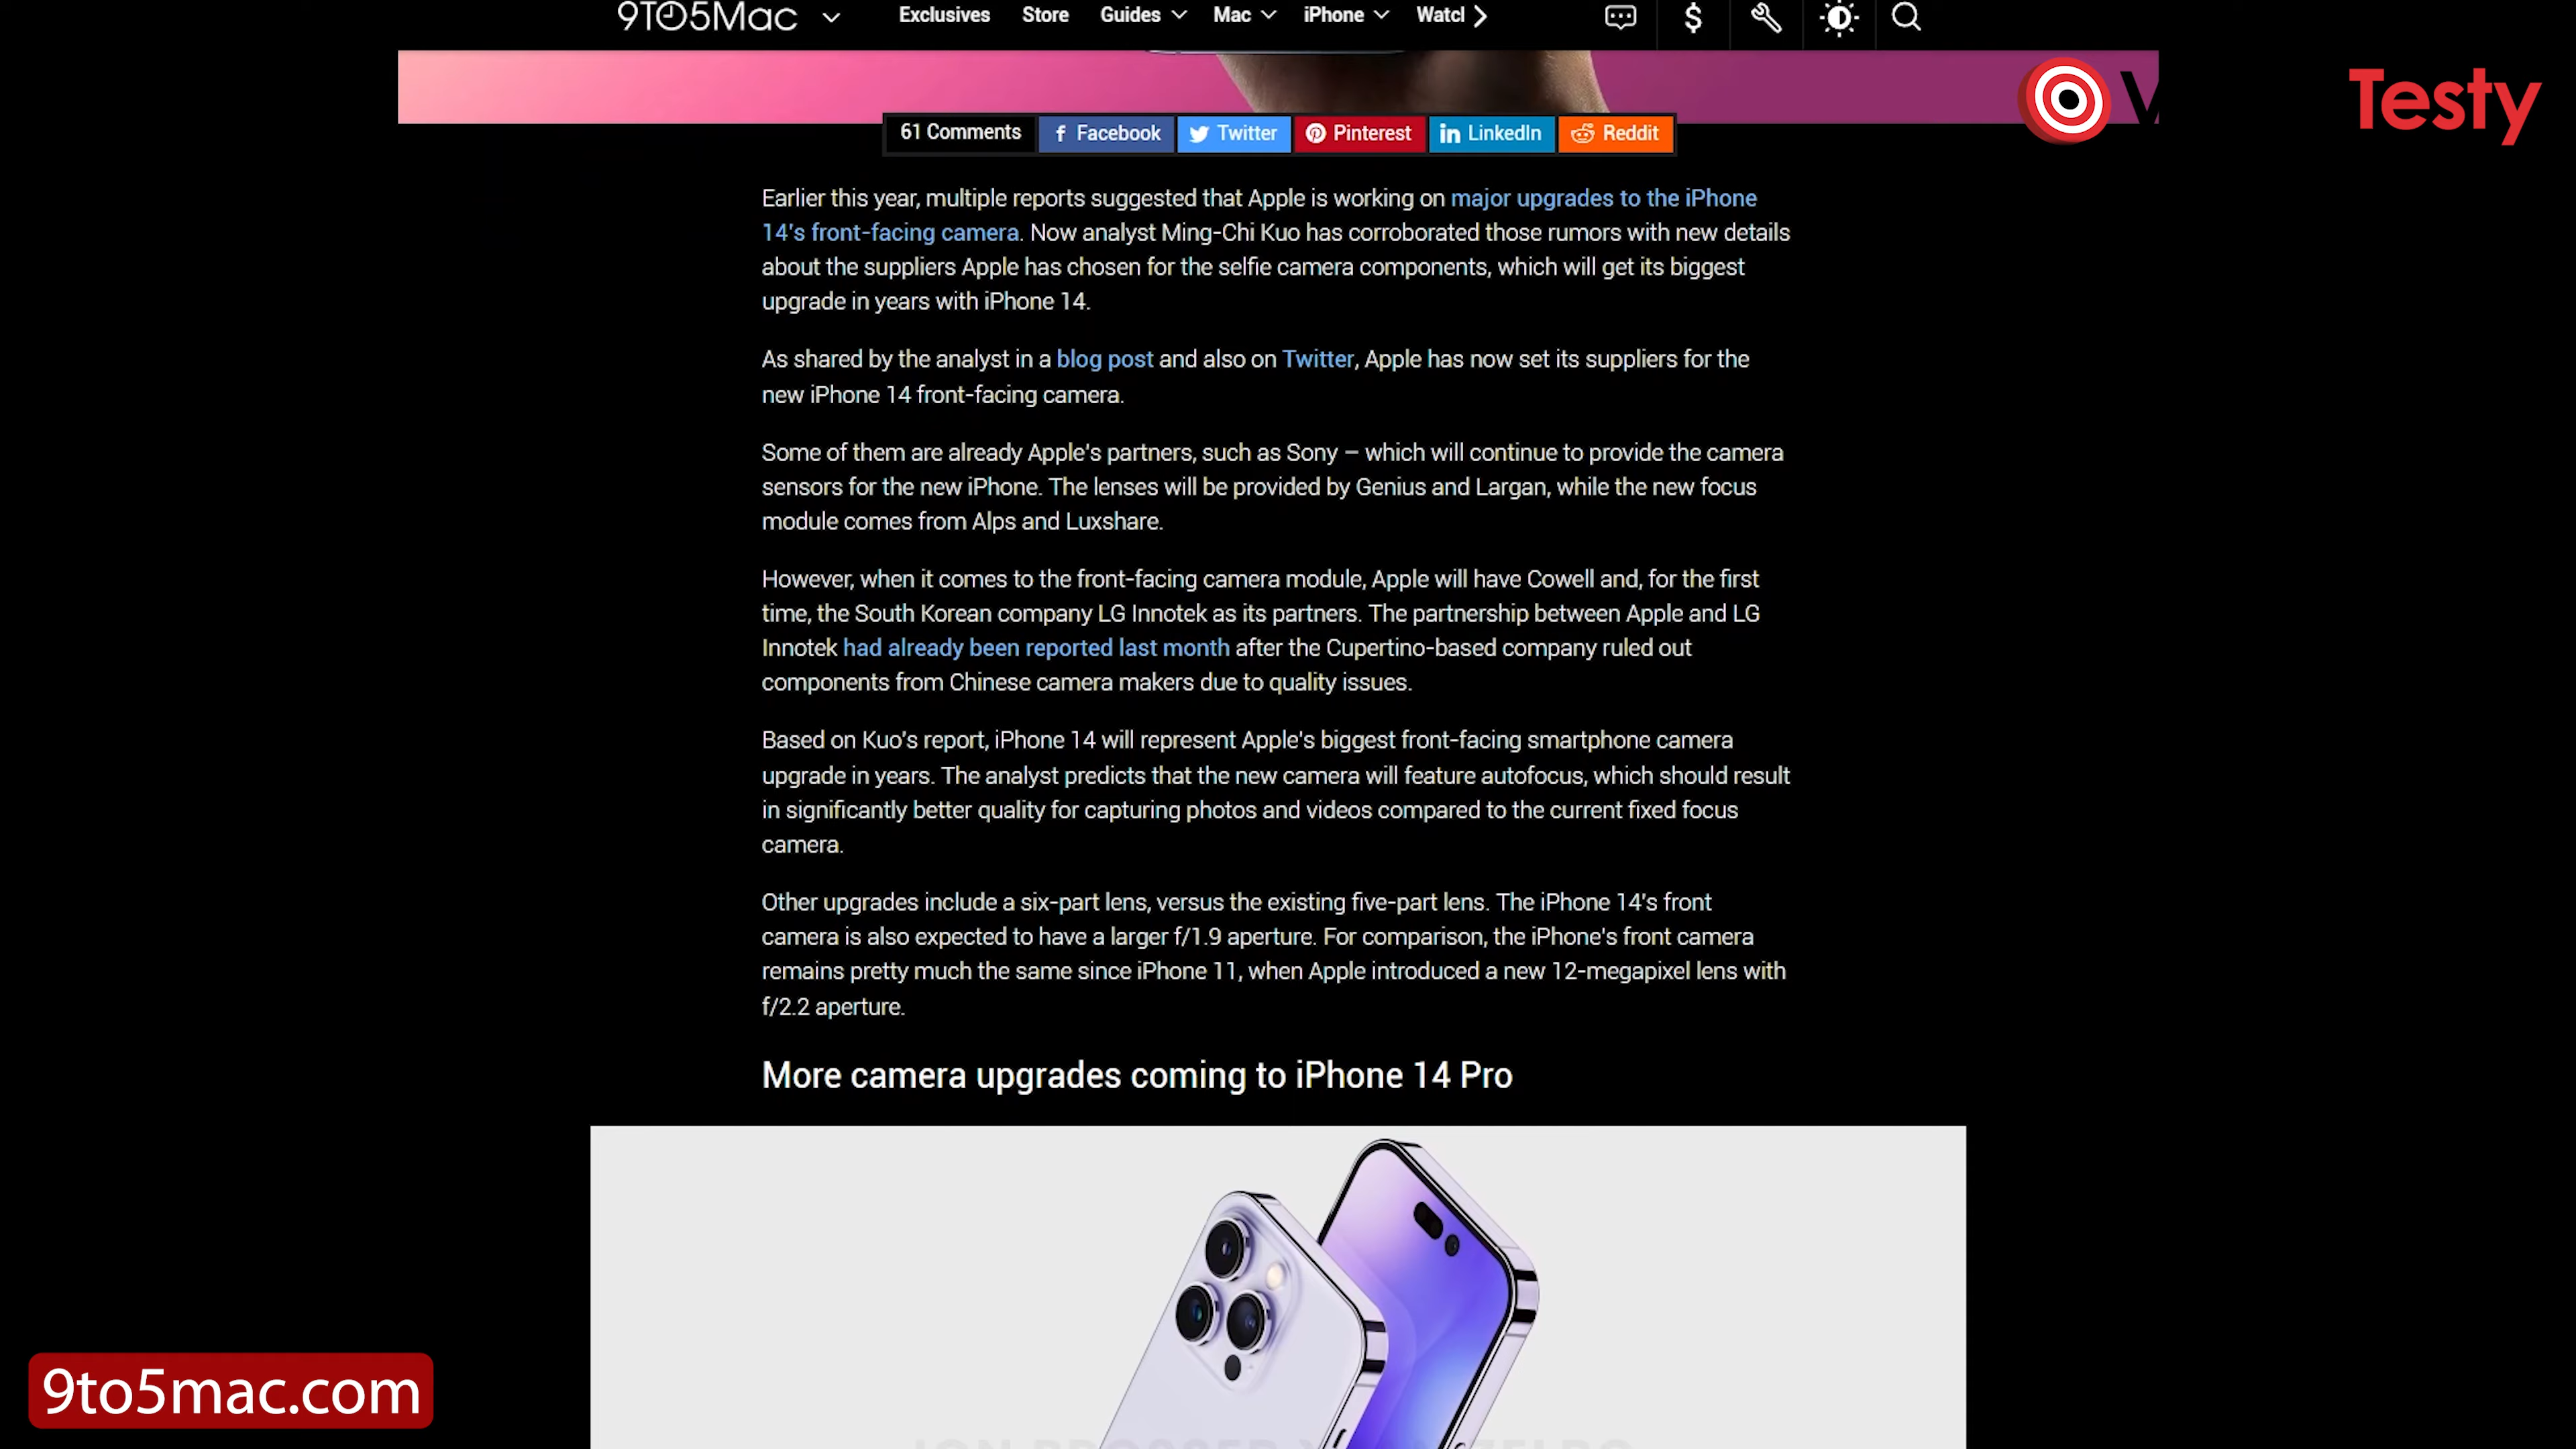 9TO5Mac Exclusives Store Guides Mac iPhone Watcl
V Testy
61 Comments Facebook Twitter Pinterest LinkedIn Reddit
Earlier this year, multiple reports suggested that Apple is working on major upgrades to the iPhone
14's front-facing camera. Now analyst Ming-Chi Kuo has corroborated those rumors with new details
about the suppliers Apple has chosen for the selfie camera components, which will get its biggest
upgrade in years with iPhone 14.
As shared by the analyst in a blog post and also on Twitter, Apple has now set its suppliers for the
new iPhone 14 front-facing camera.
Some of them are already Apple's partners, such as Sony – which will continue to provide the camera
sensors for the new iPhone. The lenses will be provided by Genius and Largan, while the new focus
module comes from Alps and Luxshare.
However, when it comes to the front-facing camera module, Apple will have Cowell and, for the first
time, the South Korean company LG Innotek as its partners. The partnership between Apple and LG
Innotek had already been reported last month after the Cupertino-based company ruled out
components from Chinese camera makers due to quality issues.
Based on Kuo's report, iPhone 14 will represent Apple's biggest front-facing smartphone camera
upgrade in years. The analyst predicts that the new camera will feature autofocus, which should result
in significantly better quality for capturing photos and videos compared to the current fixed focus
camera.
Other upgrades include a six-part lens, versus the existing five-part lens. The iPhone 14's front
camera is also expected to have a larger f/1.9 aperture. For comparison, the iPhone's front camera
remains pretty much the same since iPhone 11, when Apple introduced a new 12-megapixel lens with
f/2.2 aperture.
More camera upgrades coming to iPhone 14 Pro
9to5mac.com